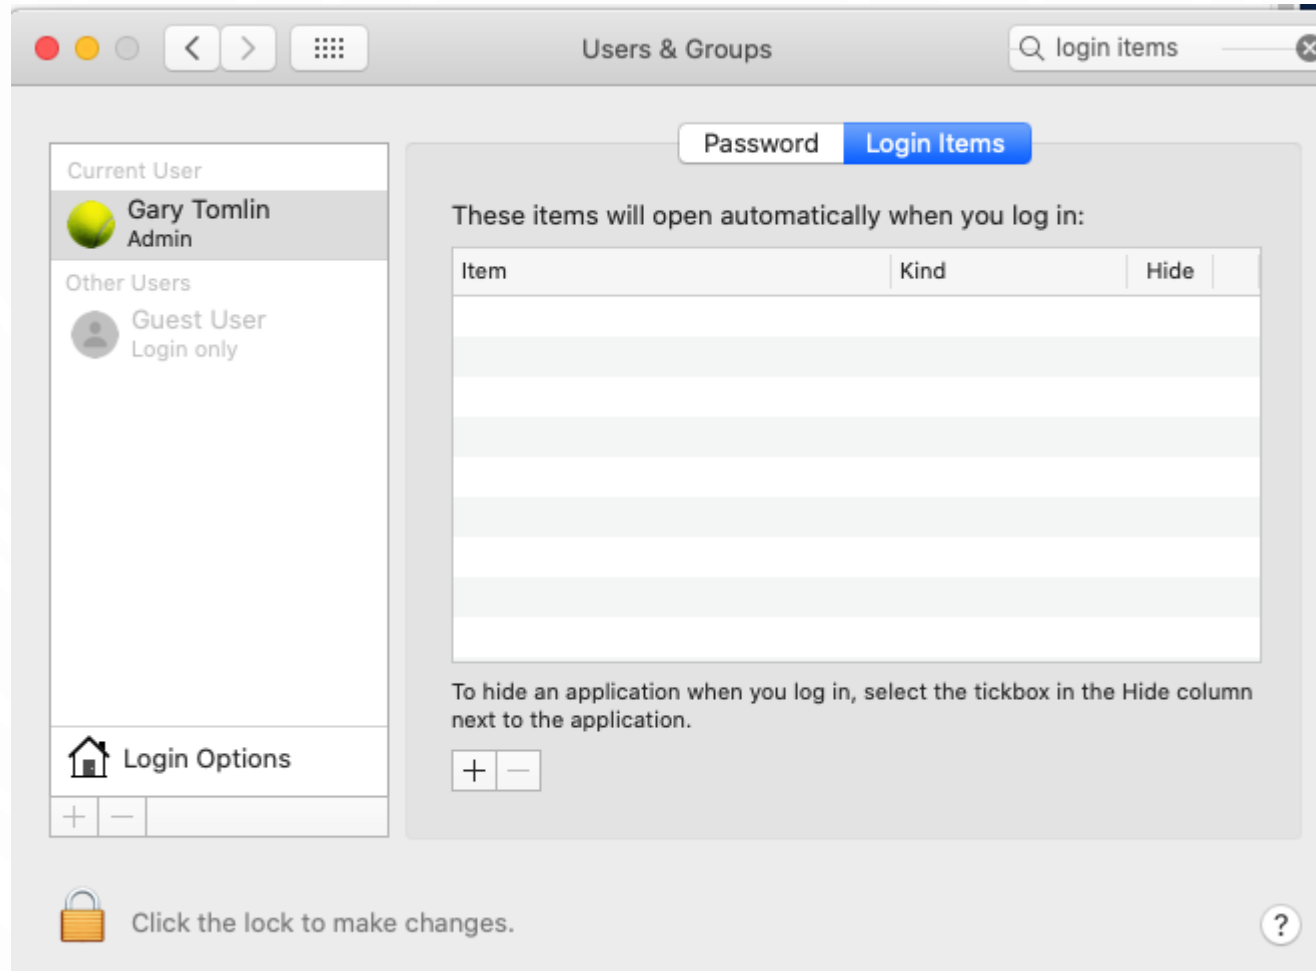 Users & Groups
login items
Password
Login Items
Current User
Gary Tomlin
Admin
Other Users
Guest User
Login only
Login Options
These items will open automatically when you log in:
Item Kind Hide
To hide an application when you log in, select the tickbox in the Hide column
next to the application.
Click the lock to make changes.
?